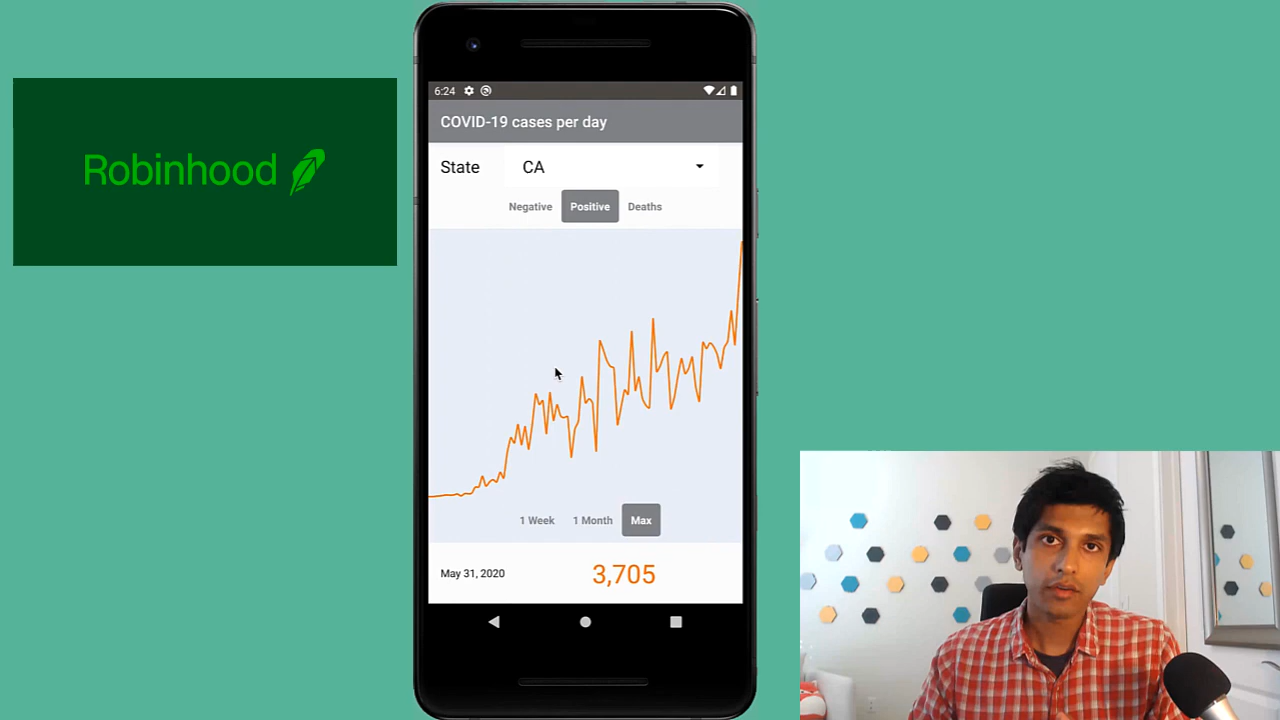 Robinhood
6:24
COVID-19 cases per day
State CA
Negative Positive Deaths
1 Week 1 Month Max
May 31, 2020 3,705